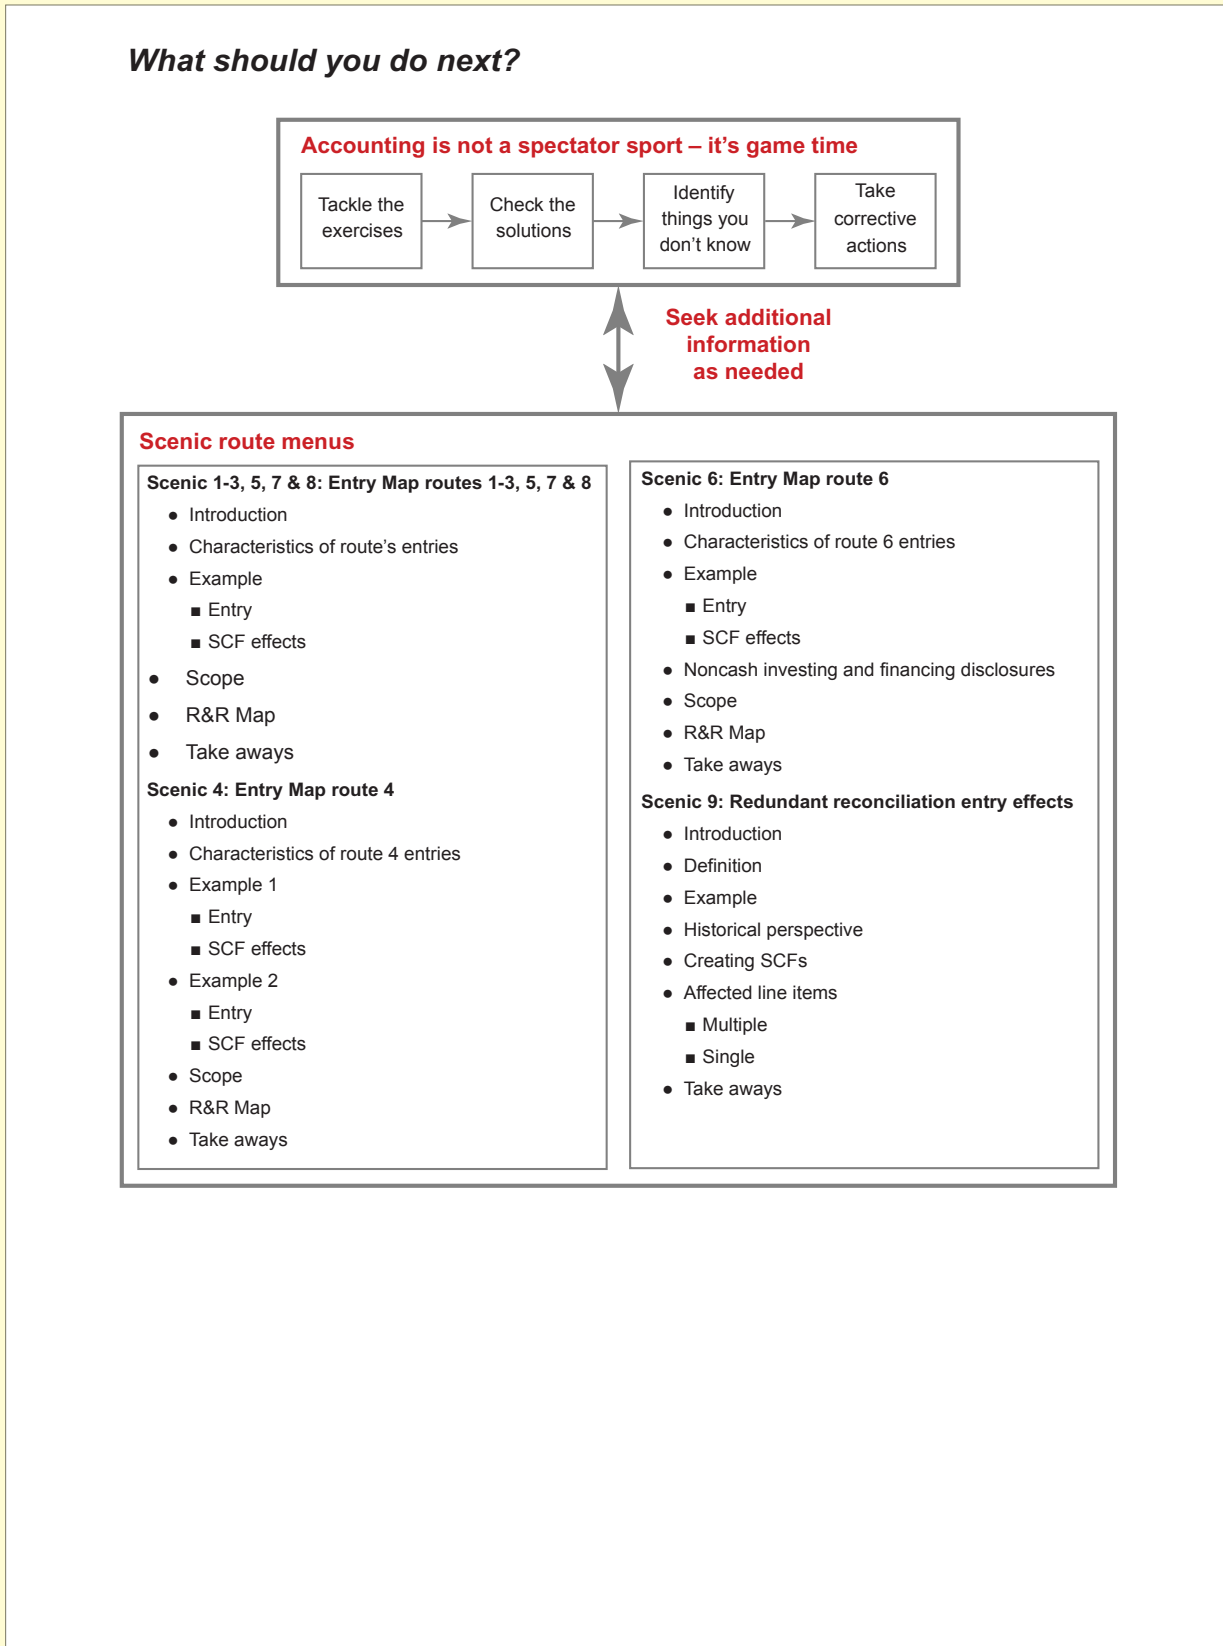 What should you do next?
Accounting is not a spectator sport – it's game time
Tackle the
exercises
Check the
solutions
Identify
things you
don't know
Take
corrective
actions
Seek additional
information
as needed
Scenic route menus
Scenic 1-3, 5, 7 & 8: Entry Map routes 1-3, 5, 7 & 8
● Introduction
● Characteristics of route's entries
● Example
■ Entry
■ SCF effects
● Scope
● R&R Map
● Take aways
Scenic 4: Entry Map route 4
● Introduction
● Characteristics of route 4 entries
● Example 1
■ Entry
■ SCF effects
● Example 2
■ Entry
■ SCF effects
● Scope
● R&R Map
● Take aways
Scenic 6: Entry Map route 6
● Introduction
● Characteristics of route 6 entries
● Example
■ Entry
■ SCF effects
● Noncash investing and financing disclosures
● Scope
● R&R Map
● Take aways
Scenic 9: Redundant reconciliation entry effects
● Introduction
● Definition
● Example
● Historical perspective
● Creating SCFs
● Affected line items
■ Multiple
■ Single
● Take aways